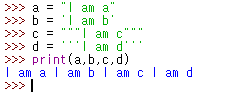 >>> a = "I am a"
>>> b = 'I am b'
>>> c = """I am c"""
>>> d = '''I am d'''
>>> print(a,b,c,d)
I am a I am b I am c I am d
>>>